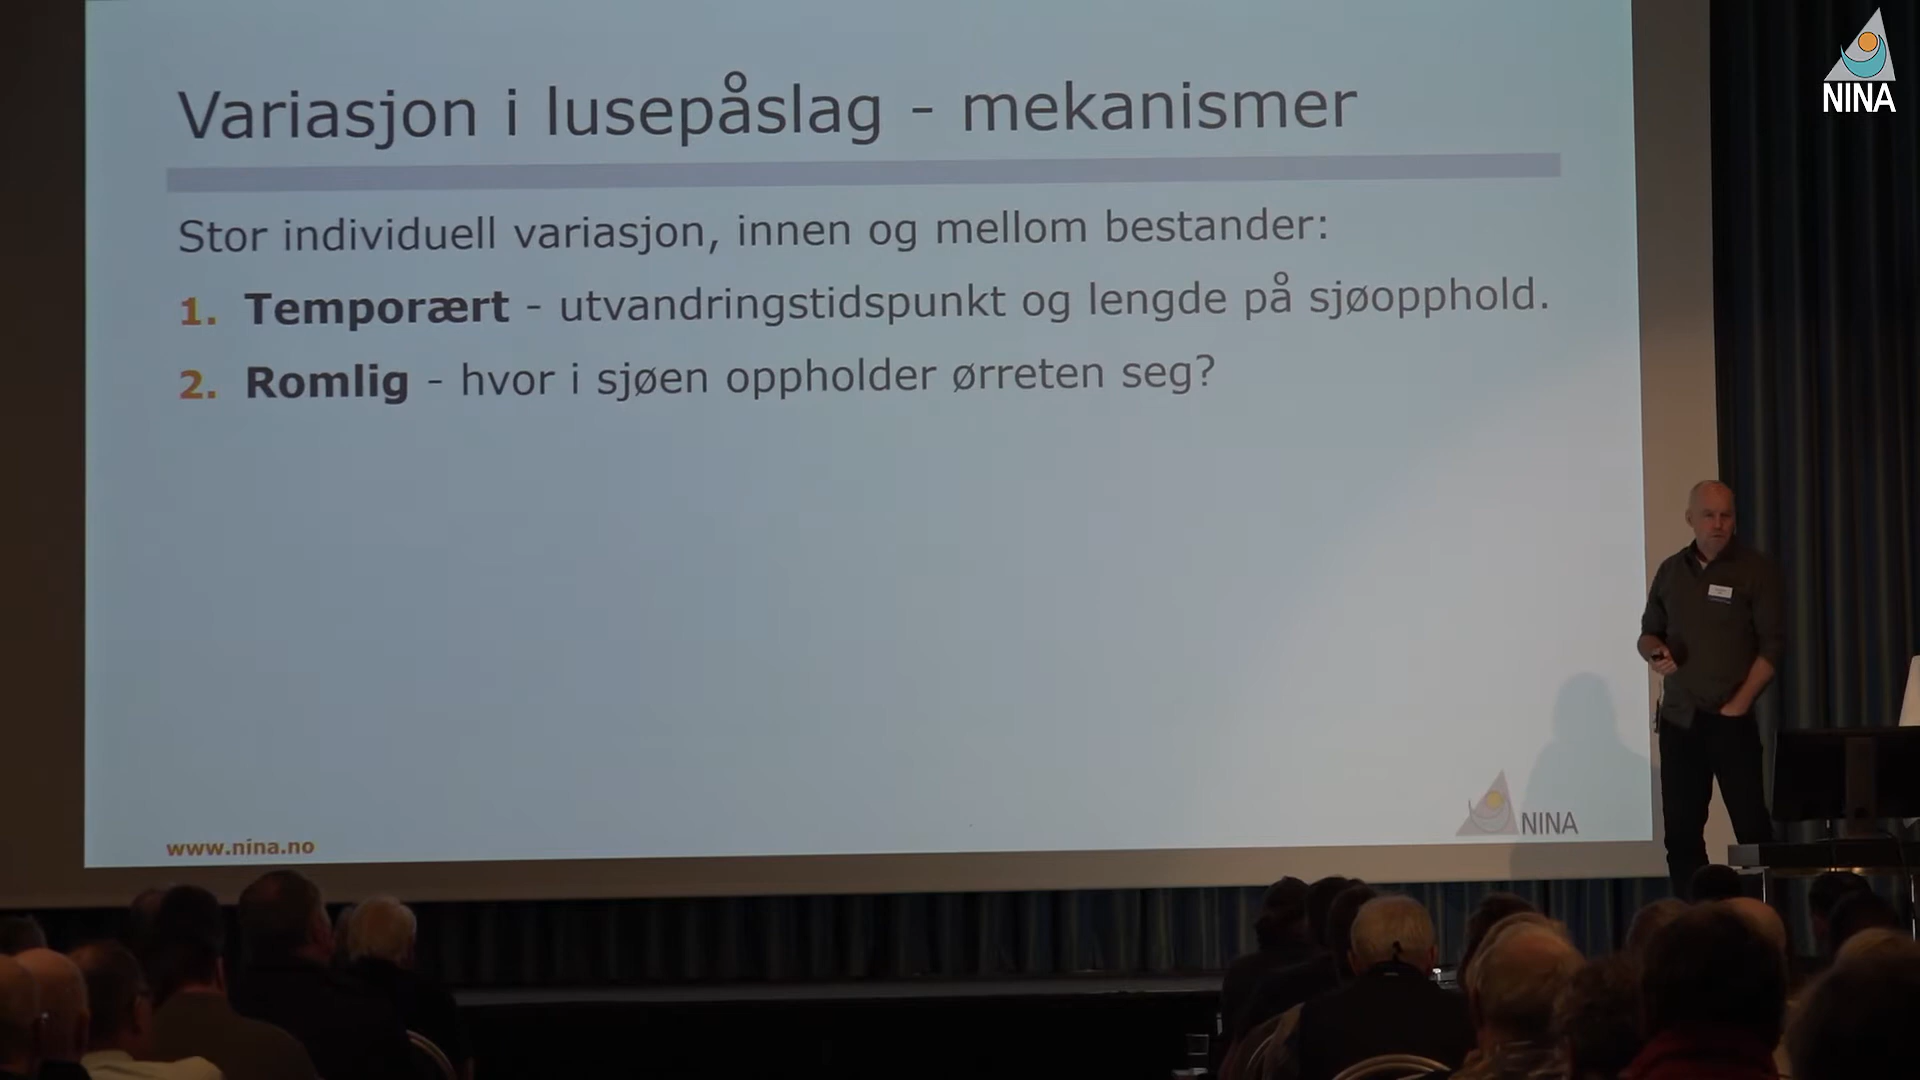 NINA
Variasjon i lusepåslag - mekanismer
Stor individuell variasjon, innen og mellom bestander:
1. Temporært - utvandringstidspunkt og lengde på sjøopphold.
2. Romlig - hvor i sjøen oppholder ørreten seg?
www.nina.no
NINA